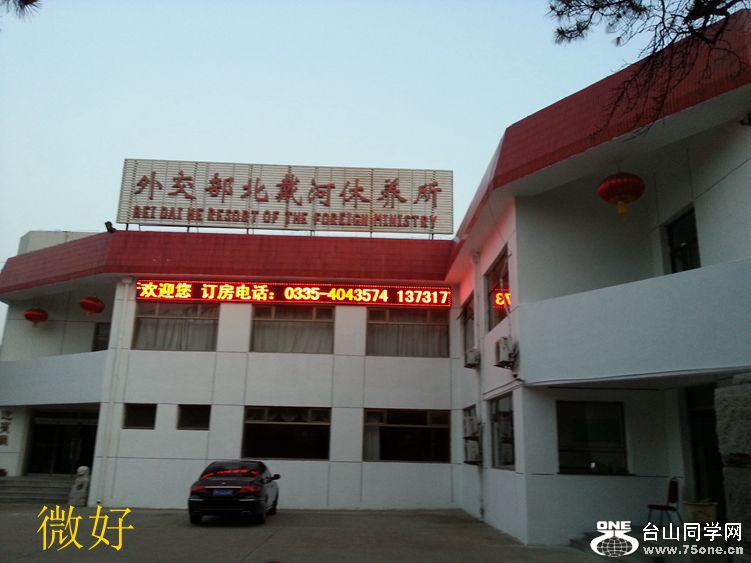 外交部北戴河休养所
BEI DAI HE RESORT OF THE FOREIGN MINISTRY
欢迎您 订房电话：0335-4043574 137317
微好
ONE 台山同学网
www.75one.cn